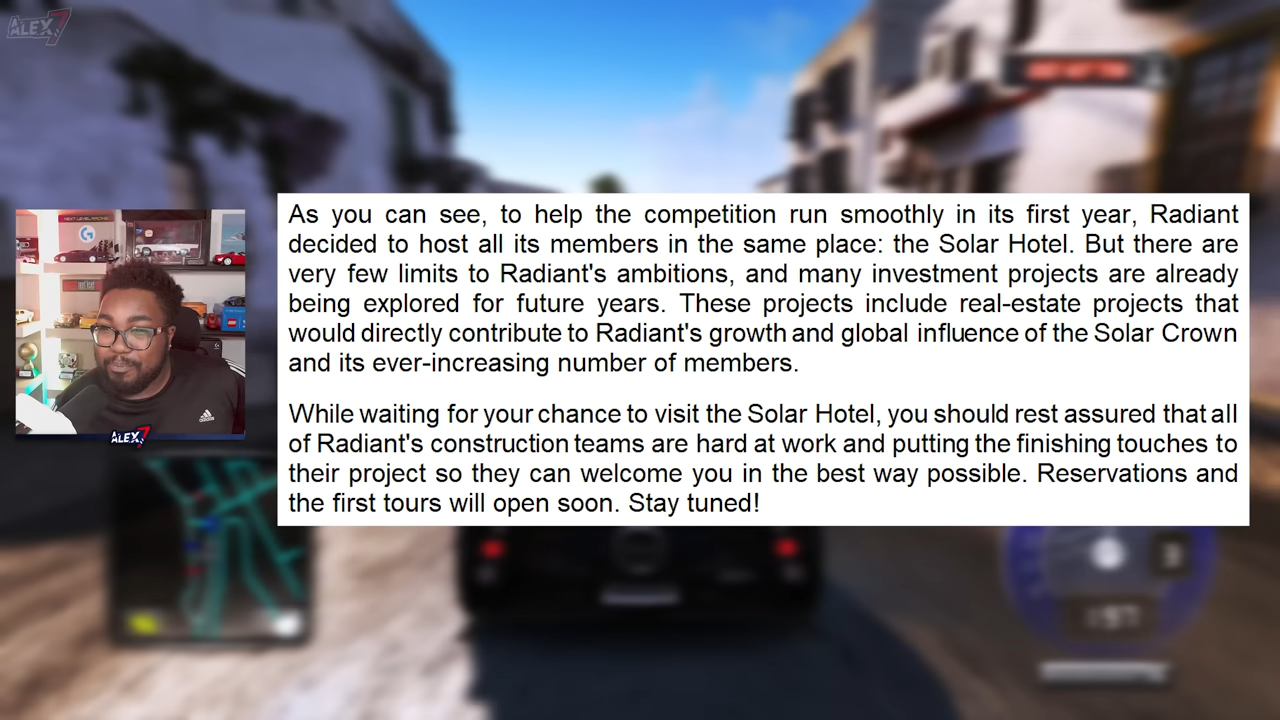 ALEX7
As you can see, to help the competition run smoothly in its first year, Radiant
decided to host all its members in the same place: the Solar Hotel. But there are
very few limits to Radiant's ambitions, and many investment projects are already
being explored for future years. These projects include real-estate projects that
would directly contribute to Radiant's growth and global influence of the Solar Crown
and its ever-increasing number of members.
While waiting for your chance to visit the Solar Hotel, you should rest assured that all
of Radiant's construction teams are hard at work and putting the finishing touches to
their project so they can welcome you in the best way possible. Reservations and
the first tours will open soon. Stay tuned!
adidas
ALEX7